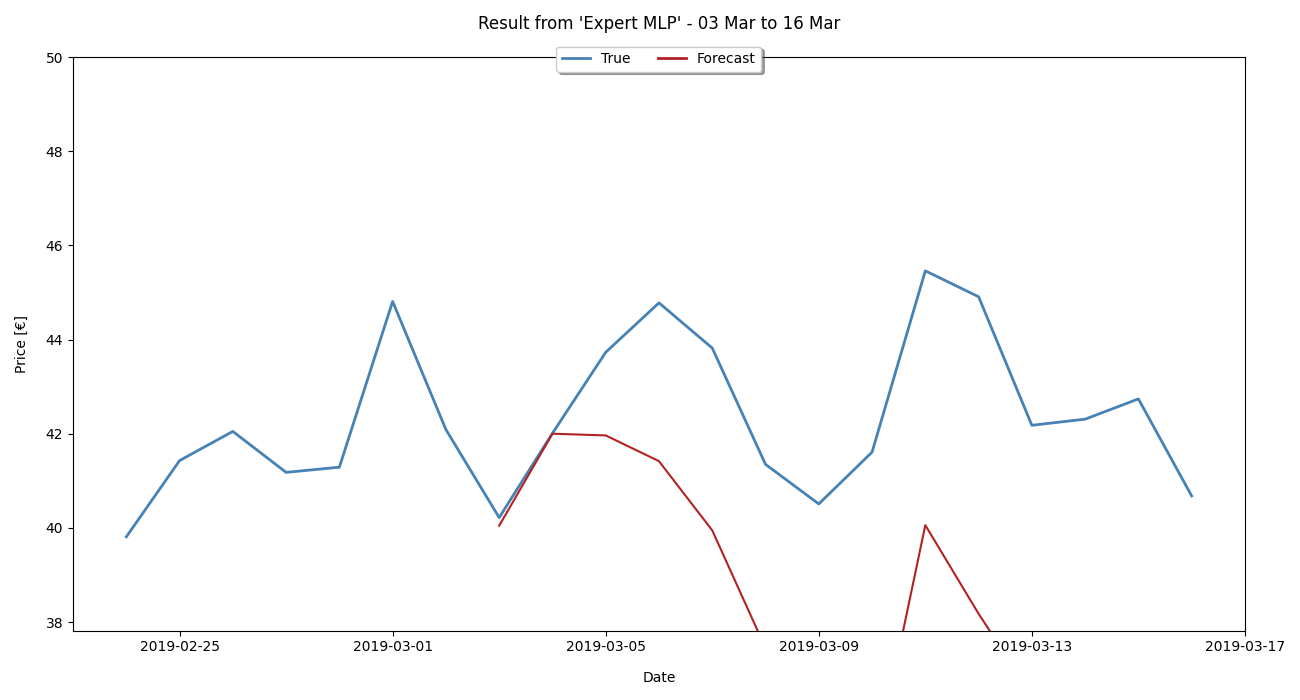 Result from 'Expert MLP' - 03 Mar to 16 Mar
True Forecast
50
48
46
44
42
40
38
Price [€]
2019-02-25 2019-03-01 2019-03-05 2019-03-09 2019-03-13 2019-03-17
Date